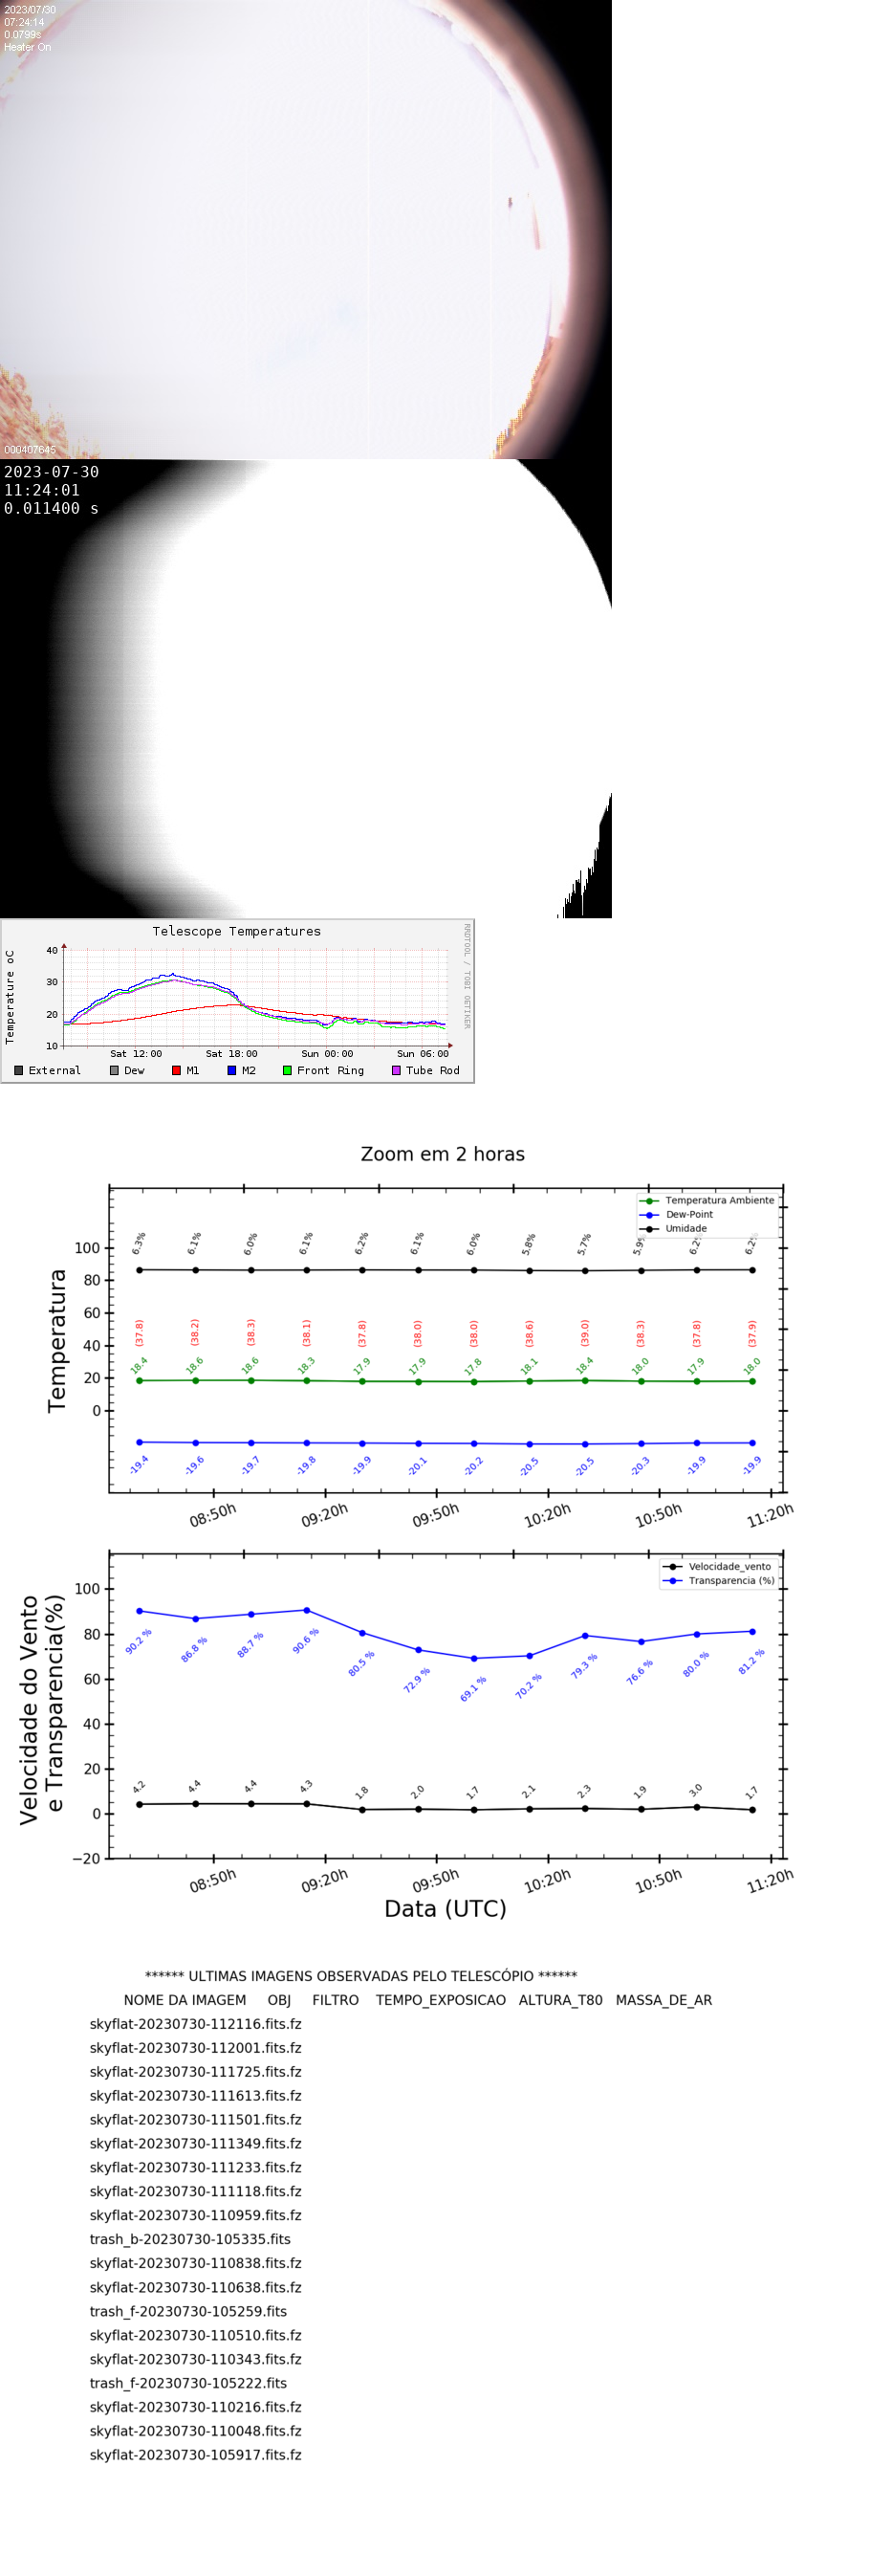 2023/07/30
07:24:14
0.0799s
Heater On
000407645
2023-07-30
11:24:01
0.011400 s
Telescope Temperatures
RRDTOOL / TOBI OETIKER
Temperature oC
40
30
20
10
Sat 12:00 Sat 18:00 Sun 00:00 Sun 06:00
External Dew M1 M2 Front Ring Tube Rod
Zoom em 2 horas
Temperatura Ambiente
Dew-Point
Umidade
Temperatura
100
80
60
40
20
0
6.3% 6.1% 6.0% 6.1% 6.2% 6.1% 6.0% 5.8% 5.7% 5.9% 6.2% 6.2%
(37.8) (38.2) (38.3) (38.1) (37.8) (38.0) (38.0) (38.6) (39.0) (38.3) (37.8) (37.9)
18.4 18.6 18.6 18.3 17.9 17.9 17.8 18.1 18.4 18.0 17.9 18.0
-19.4 -19.6 -19.7 -19.8 -19.9 -20.1 -20.2 -20.5 -20.5 -20.3 -19.9 -19.9
08:50h 09:20h 09:50h 10:20h 10:50h 11:20h
Velocidade_vento
Transparencia (%)
Velocidade do Vento
e Transparencia(%)
100
80
60
40
20
0
−20
90.2 % 86.8 % 88.7 % 90.6 % 80.5 % 72.9 % 69.1 % 70.2 % 79.3 % 76.6 % 80.0 % 81.2 %
4.2 4.4 4.4 4.3 1.8 2.0 1.7 2.1 2.3 1.9 3.0 1.7
08:50h 09:20h 09:50h 10:20h 10:50h 11:20h
Data (UTC)
****** ULTIMAS IMAGENS OBSERVADAS PELO TELESCÓPIO ******
NOME DA IMAGEM OBJ FILTRO TEMPO_EXPOSICAO ALTURA_T80 MASSA_DE_AR
skyflat-20230730-112116.fits.fz
skyflat-20230730-112001.fits.fz
skyflat-20230730-111725.fits.fz
skyflat-20230730-111613.fits.fz
skyflat-20230730-111501.fits.fz
skyflat-20230730-111349.fits.fz
skyflat-20230730-111233.fits.fz
skyflat-20230730-111118.fits.fz
skyflat-20230730-110959.fits.fz
trash_b-20230730-105335.fits
skyflat-20230730-110838.fits.fz
skyflat-20230730-110638.fits.fz
trash_f-20230730-105259.fits
skyflat-20230730-110510.fits.fz
skyflat-20230730-110343.fits.fz
trash_f-20230730-105222.fits
skyflat-20230730-110216.fits.fz
skyflat-20230730-110048.fits.fz
skyflat-20230730-105917.fits.fz